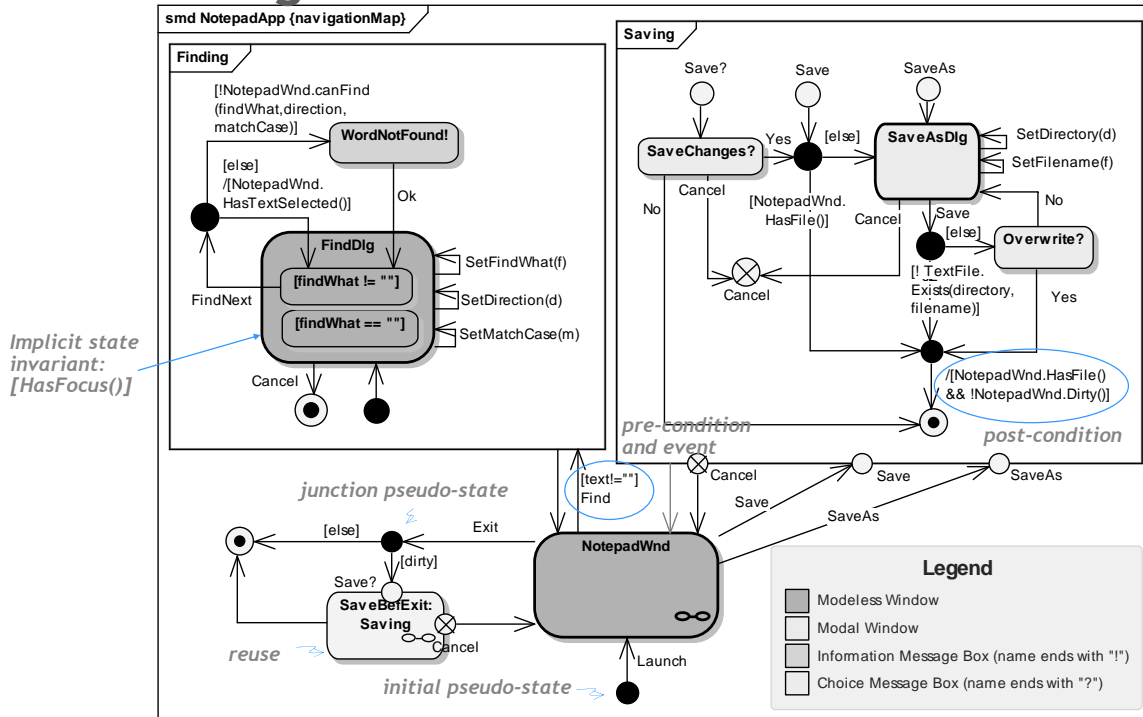 smd NotepadApp {navigationMap}
Finding
[!NotepadWnd.canFind
(findWhat,direction,
matchCase)]
WordNotFound!
[else]
/[NotepadWnd.
HasTextSelected()]
Ok
FindDlg
[findWhat != ""]
[findWhat == ""]
FindNext
SetFindWhat(f)
SetDirection(d)
SetMatchCase(m)
Cancel
Implicit state
invariant:
[HasFocus()]
Saving
Save?
Save
SaveAs
SaveChanges?
Yes
[else]
SaveAsDlg
SetDirectory(d)
SetFilename(f)
Cancel
No
[NotepadWnd.
HasFile()]
Cancel
Save
[else]
No
Overwrite?
Cancel
[! TextFile.
Exists(directory,
filename)]
Yes
/[NotepadWnd.HasFile()
&& !NotepadWnd.Dirty()]
post-condition
pre-condition
and event
Cancel
Save
SaveAs
[text!=""]
Find
Save
SaveAs
junction pseudo-state
[else]
Exit
[dirty]
Save?
SaveBefExit:
Saving
Cancel
NotepadWnd
reuse
Launch
initial pseudo-state
Legend
Modeless Window
Modal Window
Information Message Box (name ends with "!")
Choice Message Box (name ends with "?")